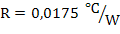 R = 0,0175 °C/W